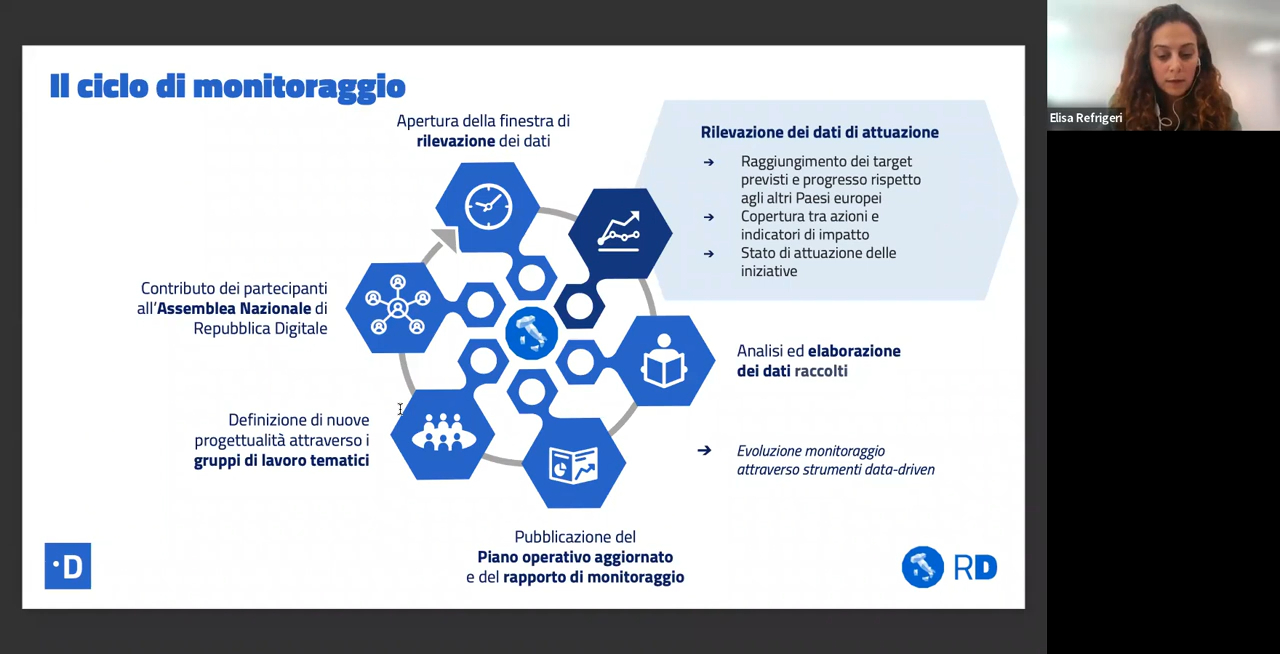 Il ciclo di monitoraggio
Apertura della finestra di
rilevazione dei dati
Rilevazione dei dati di attuazione
→ Raggiungimento dei target
previsti e progresso rispetto
agli altri Paesi europei
→ Copertura tra azioni e
indicatori di impatto
→ Stato di attuazione delle
iniziative
Analisi ed elaborazione
dei dati raccolti
→ Evoluzione monitoraggio
attraverso strumenti data-driven
Pubblicazione del
Piano operativo aggiornato
e del rapporto di monitoraggio
Definizione di nuove
progettualità attraverso i
gruppi di lavoro tematici
Contributo dei partecipanti
all'Assemblea Nazionale di
Repubblica Digitale
·D
RD
Elisa Refrigeri